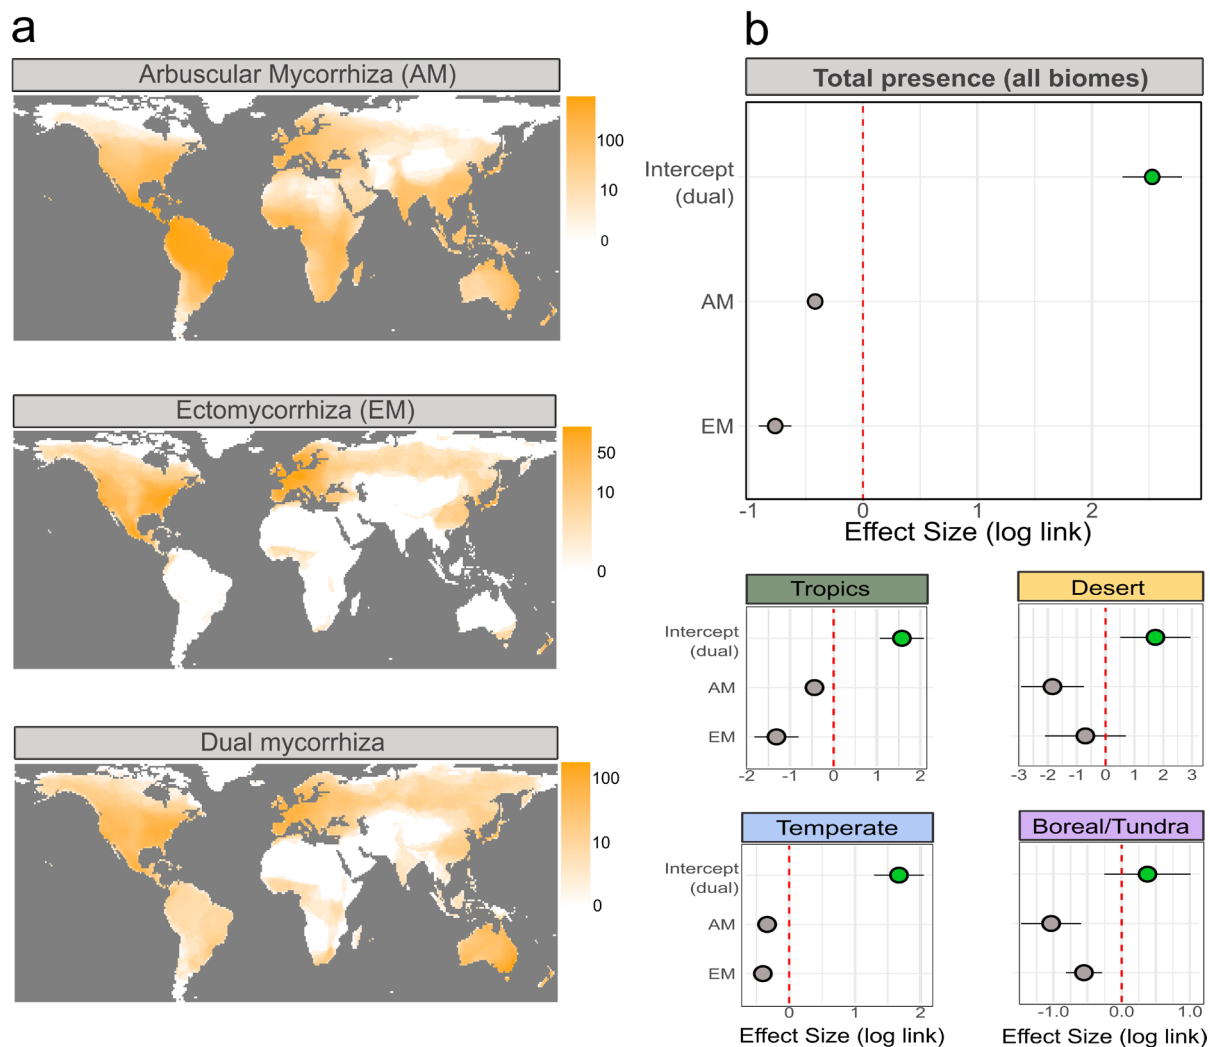 a
Arbuscular Mycorrhiza (AM)
100
10
0
Ectomycorrhiza (EM)
50
10
0
Dual mycorrhiza
100
10
0
b
Total presence (all biomes)
Intercept
(dual)
AM
EM
-1
0
1
2
Effect Size (log link)
Tropics
Intercept
(dual)
AM
EM
-2
-1
0
1
2
Desert
-3
-2
-1
0
1
2
3
Temperate
Intercept
(dual)
AM
EM
0
1
2
Effect Size (log link)
Boreal/Tundra
-1.0
0.0
1.0
Effect Size (log link)